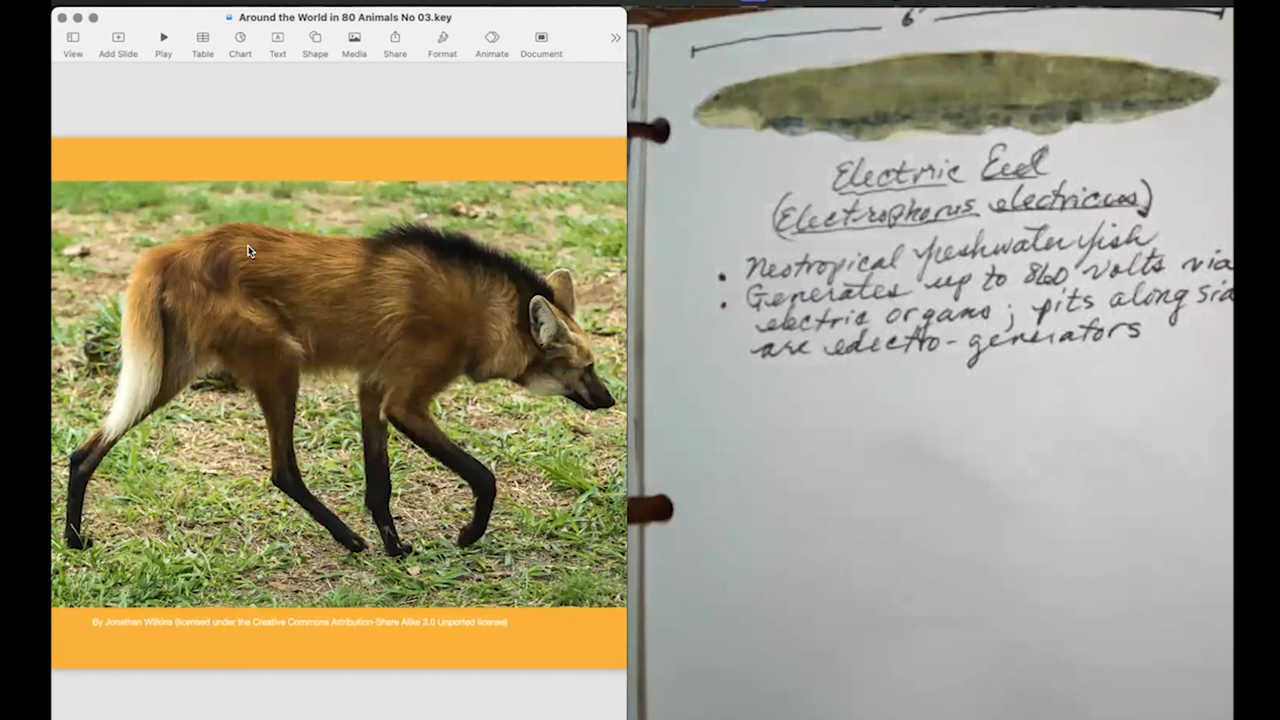 Around the World in 80 Animals No 03.key
View Add Slide Play Table Chart Text Shape Media Share Format Animate Document
By Jonathan Wilkins (licensed under the Creative Commons Attribution-Share Alike 3.0 Unported license)
6'
Electric Eel
(Electrophorus electricus)
• Neotropical freshwater fish
• Generates up to 860 volts via
electric organs; pits along sid
are edectro-generators